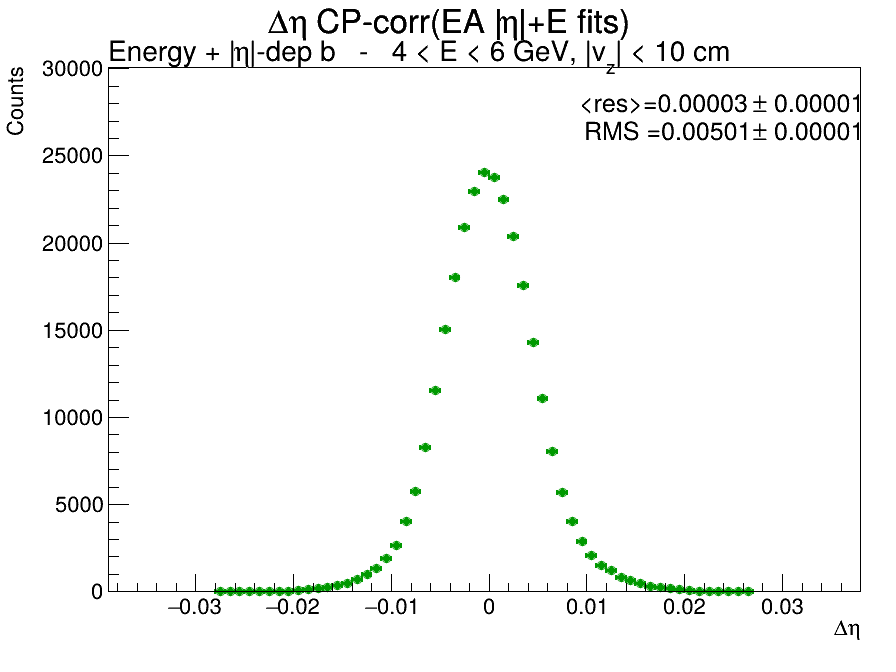 Δη CP-corr(EA |η|+E fits)
Energy + |η|-dep b - 4 < E < 6 GeV, |v_z| < 10 cm
<res>=0.00003 ± 0.00001
RMS =0.00501± 0.00001
Counts
30000
25000
20000
15000
10000
5000
0
−0.03 −0.02 −0.01 0 0.01 0.02 0.03
Δη